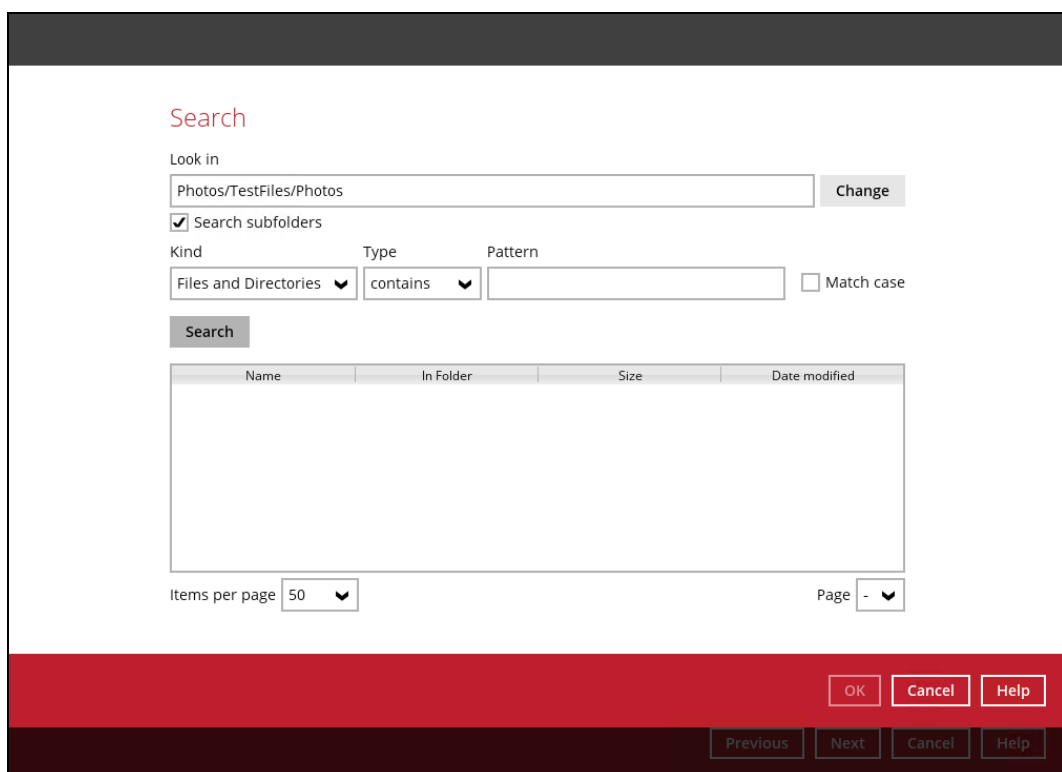 Search
Look in
Photos/TestFiles/Photos Change
Search subfolders
Kind Type Pattern
Files and Directories contains Match case
Search
Name In Folder Size Date modified
Items per page 50 Page -
OK Cancel Help
Previous Next Cancel Help